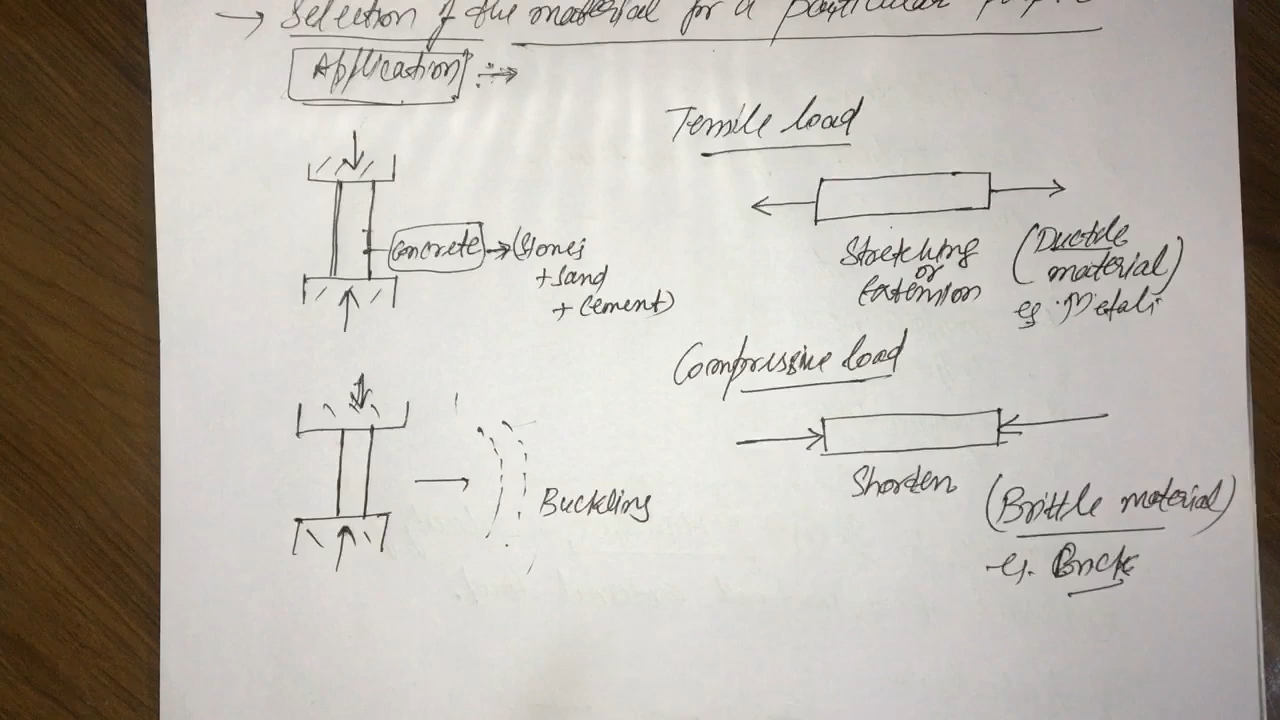 → Selection of the material for a particular
Application :→
Tensile load
Concrete → (Stones
+ Sand
+ Cement)
Stretching
or
Extension
(Ductile
material)
eg. Metals
Compressive load
Buckling
Shorten
(Brittle material)
eg. Brick